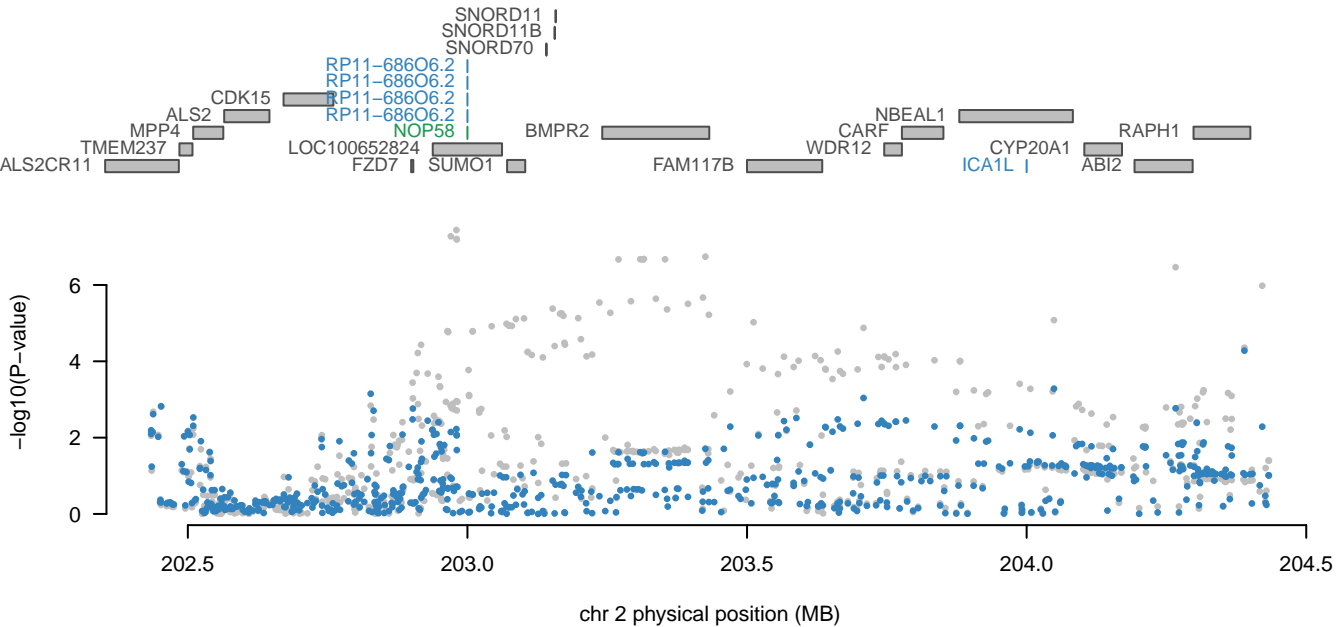 SNORD11
SNORD11B
SNORD70
RP11−686O6.2
RP11−686O6.2
CDK15 RP11−686O6.2
ALS2 RP11−686O6.2 NBEAL1
MPP4 NOP58 BMPR2 CARF RAPH1
TMEM237 LOC100652824 WDR12 CYP20A1
ALS2CR11 FZD7 SUMO1 FAM117B ICA1L ABI2
6
4
2
0
−log10(P−value)
202.5 203.0 203.5 204.0 204.5
chr 2 physical position (MB)